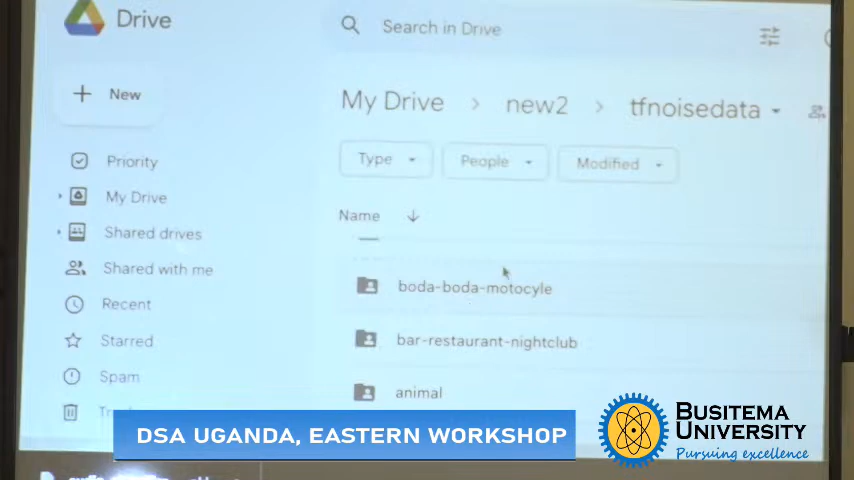 Drive
Search in Drive
New
My Drive > new2 > tfnoisedata
Type
People
Modified
Priority
My Drive
Shared drives
Shared with me
Recent
Starred
Spam
Name
boda-boda-motocyle
bar-restaurant-nightclub
animal
DSA UGANDA, EASTERN WORKSHOP
BUSITEMA
UNIVERSITY
Pursuing excellence